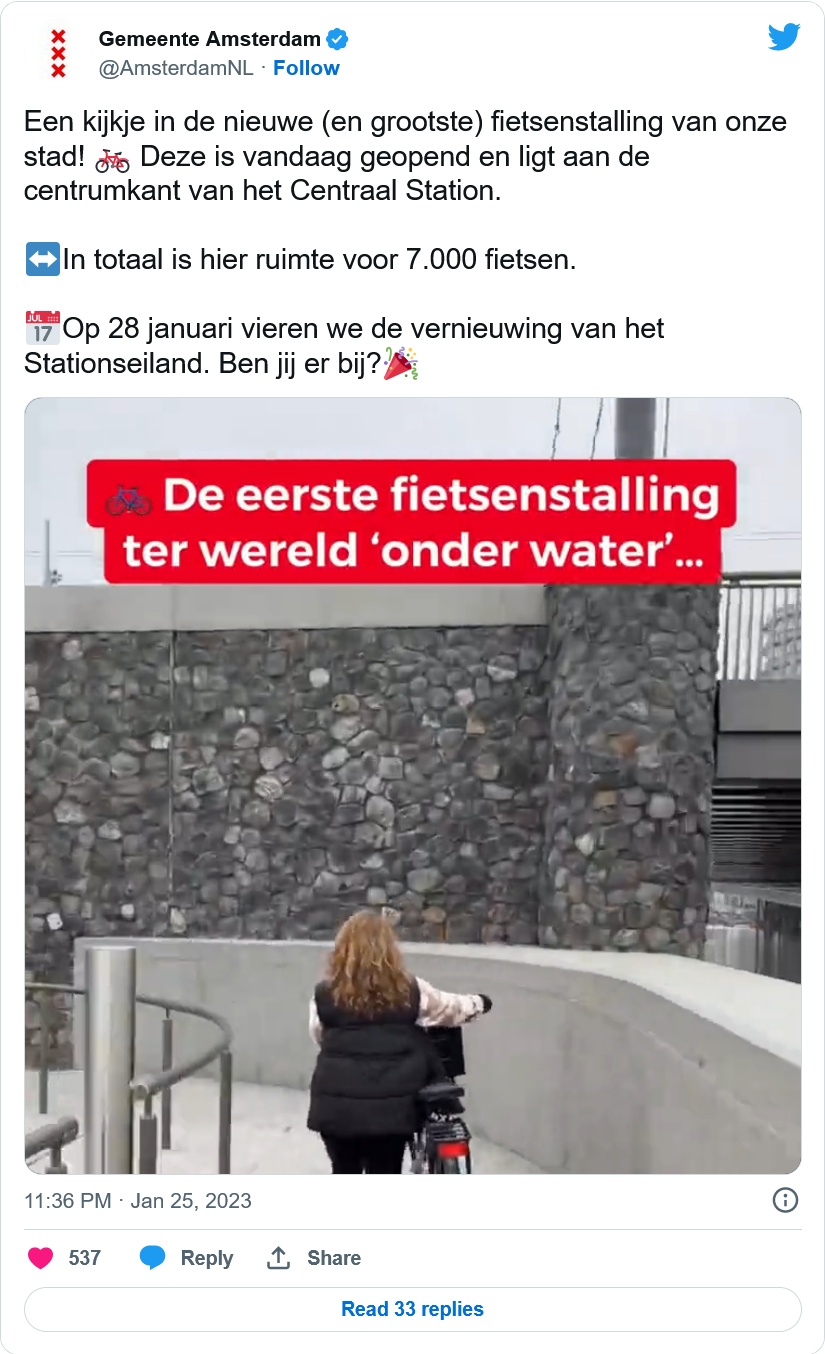 Gemeente Amsterdam
@AmsterdamNL · Follow
Een kijkje in de nieuwe (en grootste) fietsenstalling van onze
stad! 🚲 Deze is vandaag geopend en ligt aan de
centrumkant van het Centraal Station.
↔️In totaal is hier ruimte voor 7.000 fietsen.
📅Op 28 januari vieren we de vernieuwing van het
Stationseiland. Ben jij er bij?🎉
🚲 De eerste fietsenstalling
ter wereld ‘onder water’...
11:36 PM · Jan 25, 2023
537 Reply Share
Read 33 replies